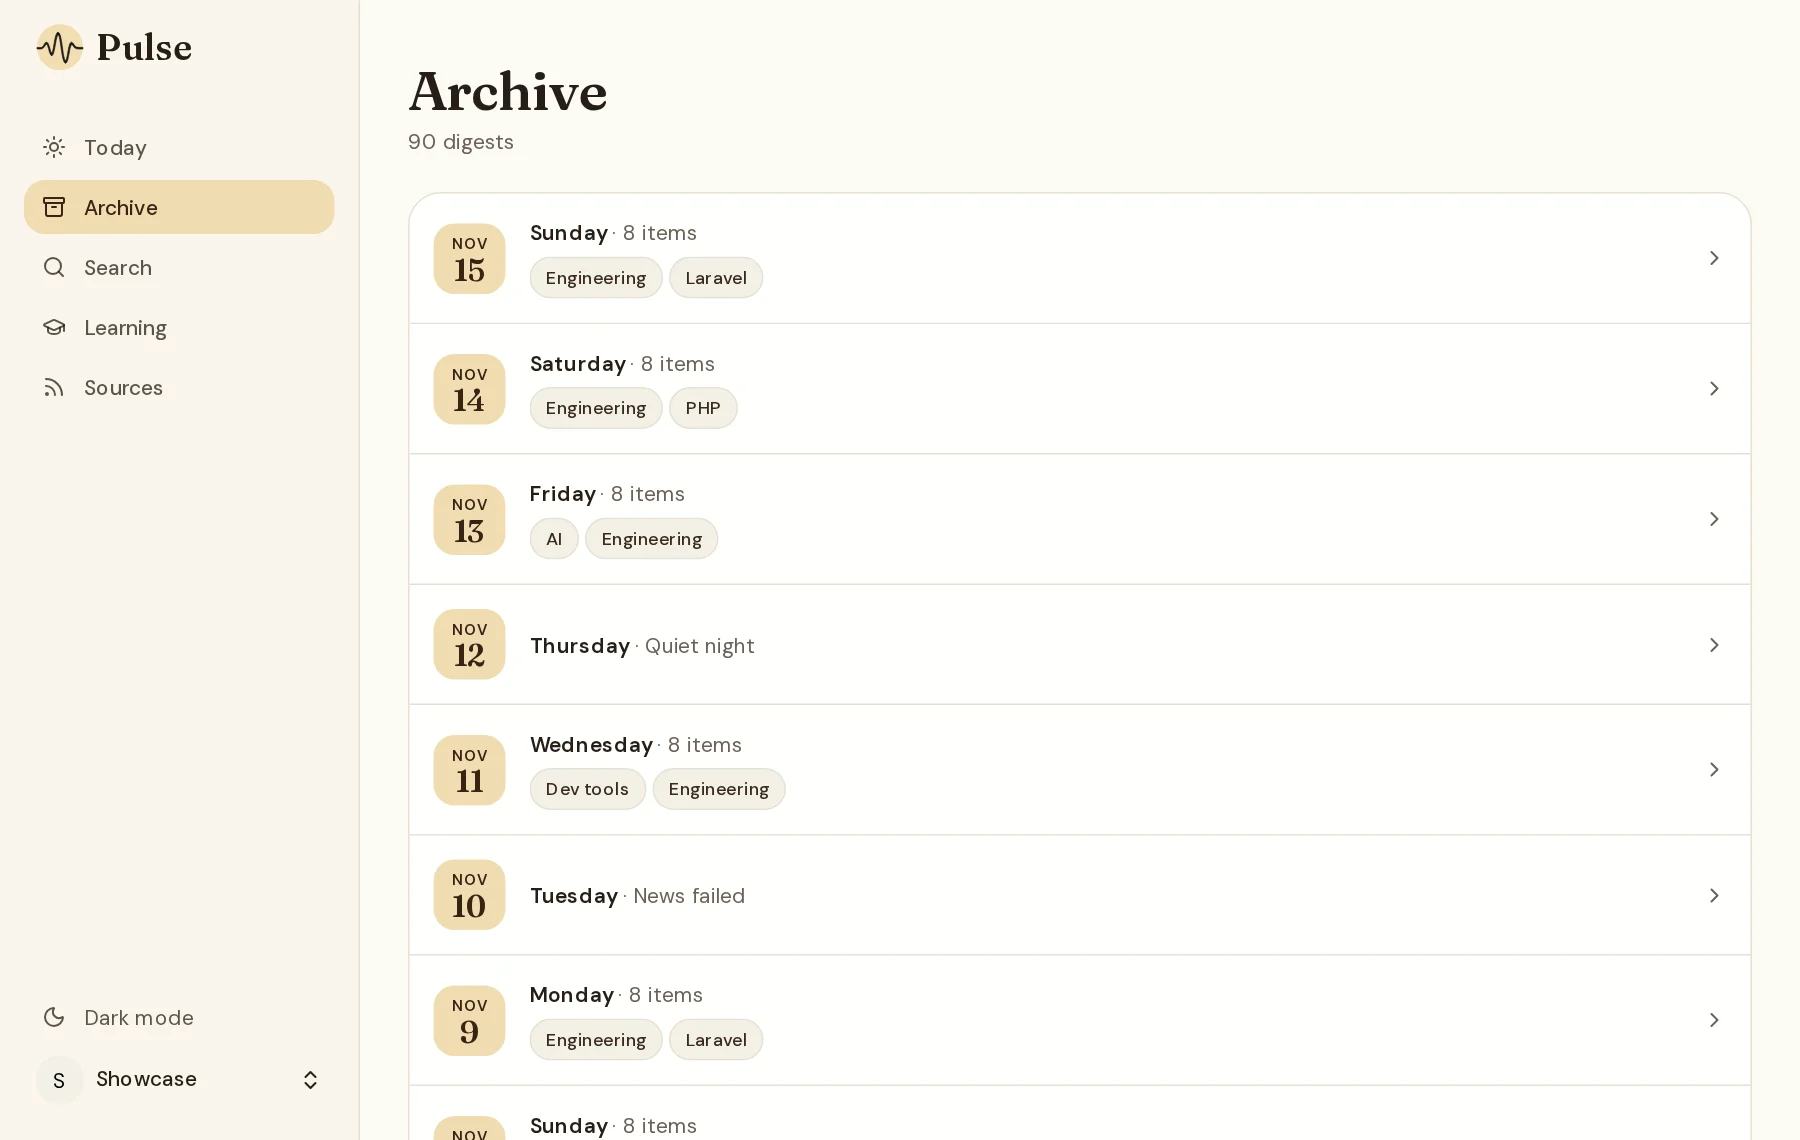 Pulse
Today
Archive
Search
Learning
Sources
Dark mode
S Showcase
Archive
90 digests
NOV
15
Sunday · 8 items
Engineering Laravel
NOV
14
Saturday · 8 items
Engineering PHP
NOV
13
Friday · 8 items
AI Engineering
NOV
12
Thursday · Quiet night
NOV
11
Wednesday · 8 items
Dev tools Engineering
NOV
10
Tuesday · News failed
NOV
9
Monday · 8 items
Engineering Laravel
NOV
Sunday · 8 items